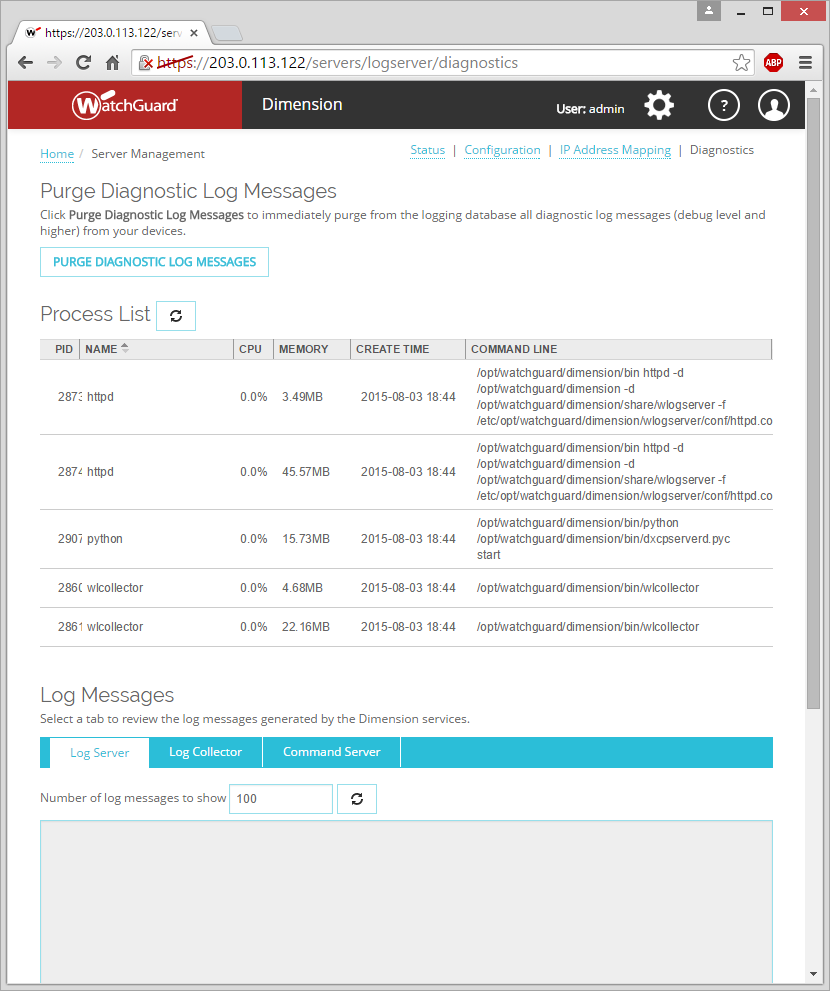 https://203.0.113.122/serv
https://203.0.113.122/servers/logserver/diagnostics
ABP
WatchGuard
Dimension
User: admin
?
Home / Server Management
Status | Configuration | IP Address Mapping | Diagnostics
Purge Diagnostic Log Messages
Click Purge Diagnostic Log Messages to immediately purge from the logging database all diagnostic log messages (debug level and
higher) from your devices.
PURGE DIAGNOSTIC LOG MESSAGES
Process List
PID NAME CPU MEMORY CREATE TIME COMMAND LINE
/opt/watchguard/dimension/bin httpd -d
/opt/watchguard/dimension -d
2873 httpd 0.0% 3.49MB 2015-08-03 18:44 /opt/watchguard/dimension/share/wlogserver -f
/etc/opt/watchguard/dimension/wlogserver/conf/httpd.co
/opt/watchguard/dimension/bin httpd -d
/opt/watchguard/dimension -d
2874 httpd 0.0% 45.57MB 2015-08-03 18:44 /opt/watchguard/dimension/share/wlogserver -f
/etc/opt/watchguard/dimension/wlogserver/conf/httpd.co
/opt/watchguard/dimension/bin/python
2907 python 0.0% 15.73MB 2015-08-03 18:44 /opt/watchguard/dimension/bin/dxcpserverd.pyc
start
2860 wlcollector 0.0% 4.68MB 2015-08-03 18:44 /opt/watchguard/dimension/bin/wlcollector
2861 wlcollector 0.0% 22.16MB 2015-08-03 18:44 /opt/watchguard/dimension/bin/wlcollector
Log Messages
Select a tab to review the log messages generated by the Dimension services.
Log Server Log Collector Command Server
Number of log messages to show 100